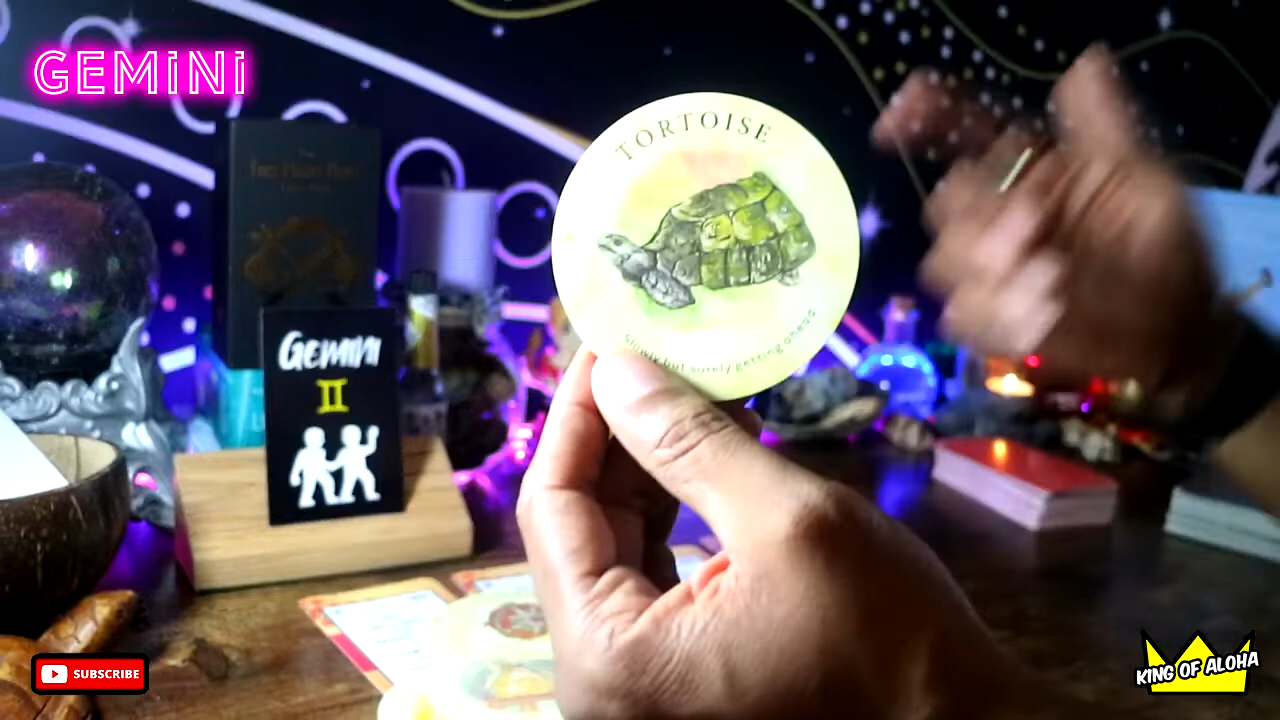 GEMINI
TORTOISE
Slowly but surely getting ahead
GEMINI
SUBSCRIBE
KING OF ALOHA